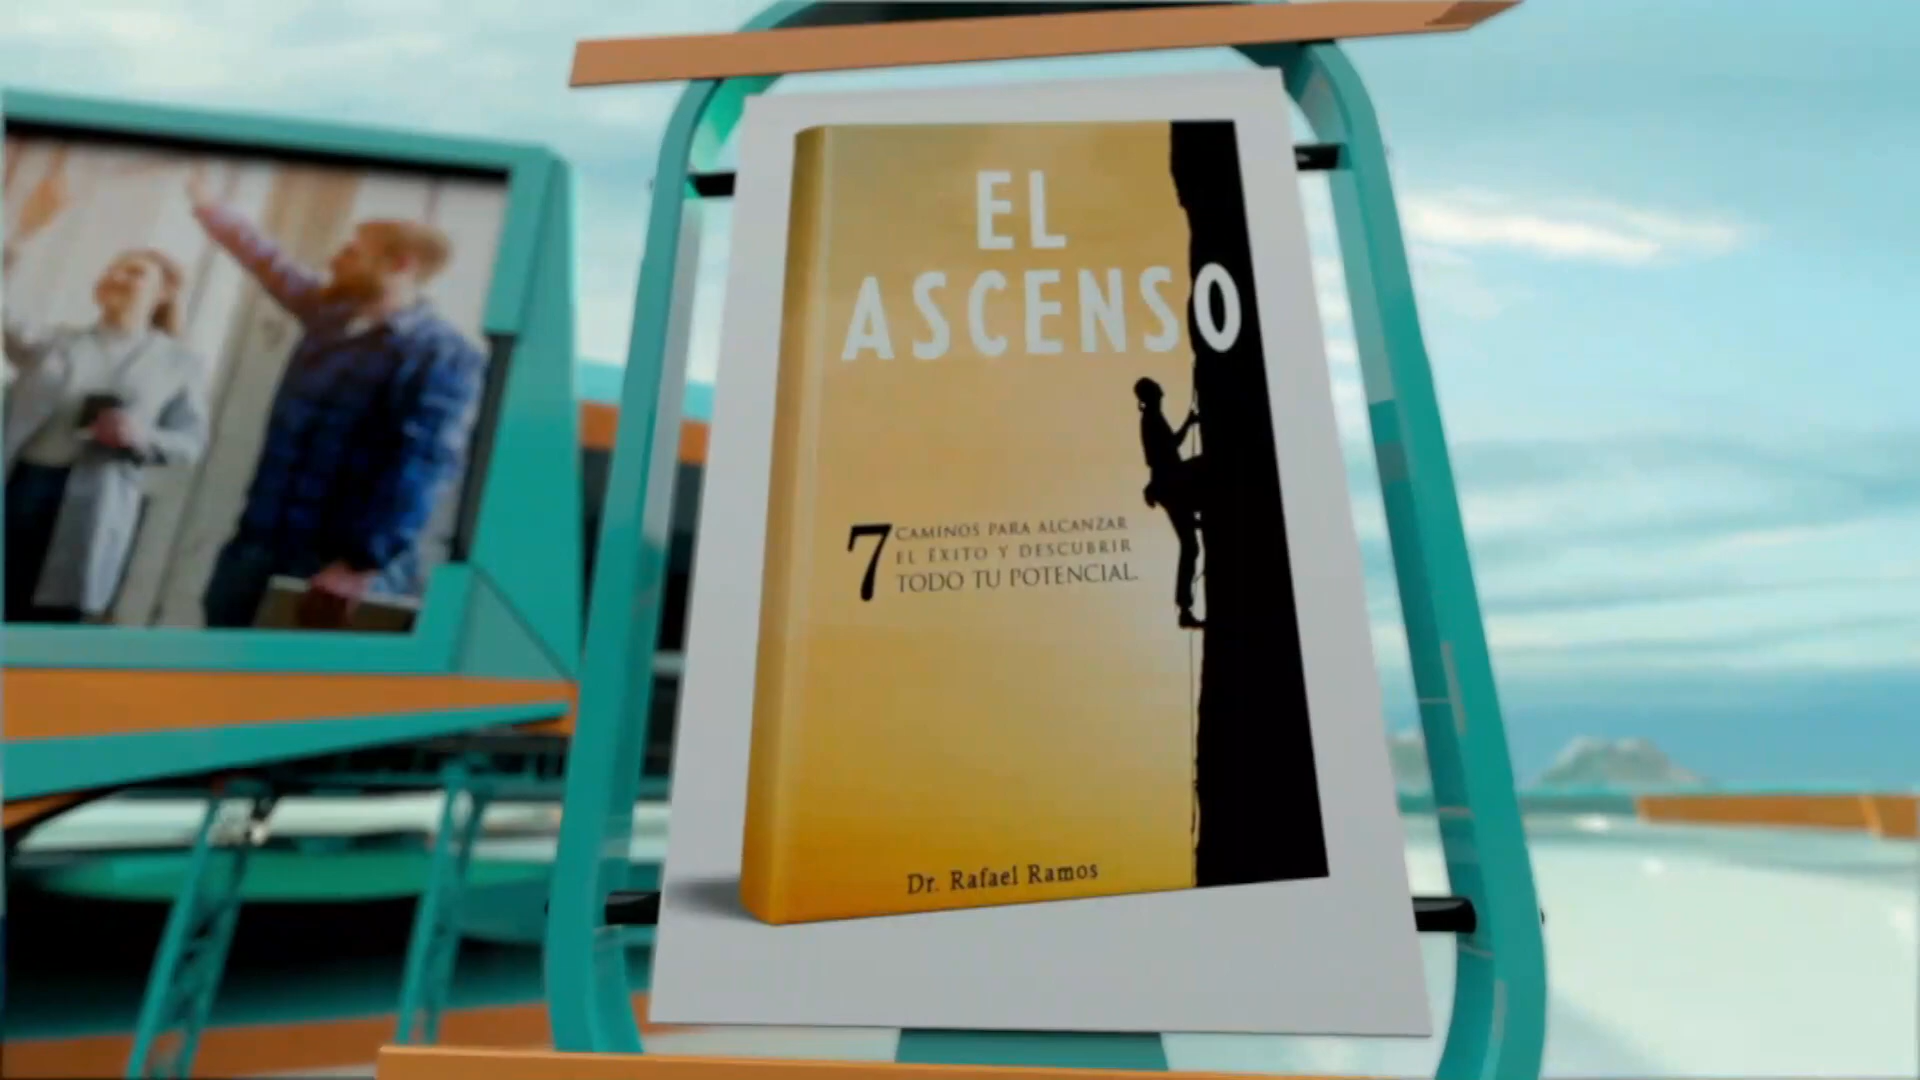 EL
ASCENSO
7 CAMINOS PARA ALCANZAR
EL ÉXITO Y DESCUBRIR
TODO TU POTENCIAL.
Dr. Rafael Ramos